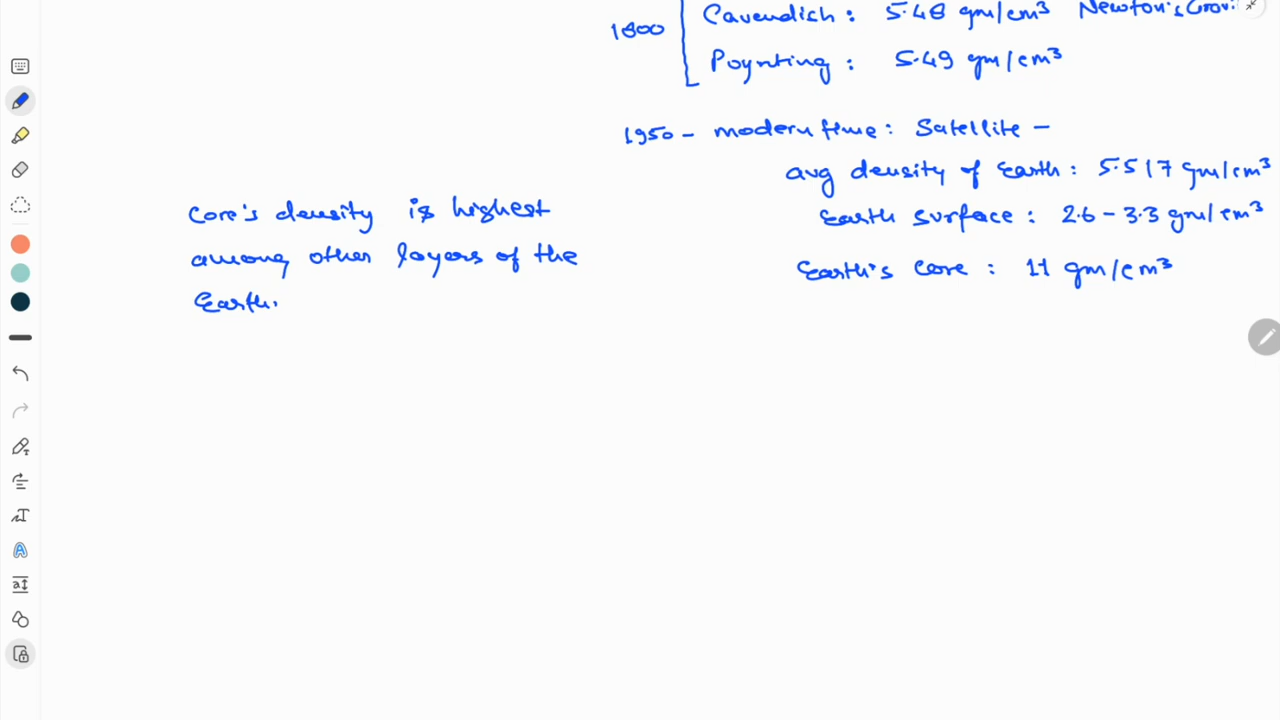 1800
Cavendish : 5.48 gm/cm³ Newton's Gravi
Poynting : 5.49 gm/cm³
1950 - modern time : Satellite -
avg density of Earth : 5.517 gm/cm³
Earth surface : 2.6 - 3.3 gm/cm³
Earth's core : 11 gm/cm³
Core's density is highest
among other layers of the
Earth.